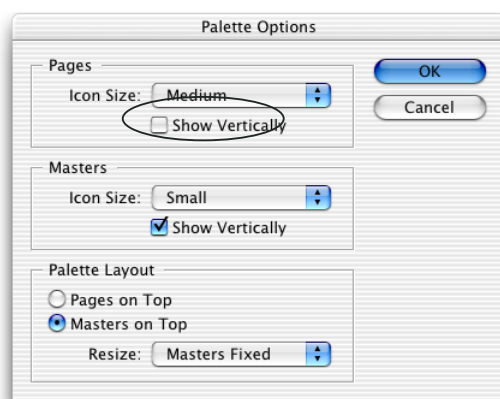 Palette Options
Pages
OK
Icon Size: Medium
Cancel
Show Vertically
Masters
Icon Size: Small
Show Vertically
Palette Layout
Pages on Top
Masters on Top
Resize: Masters Fixed